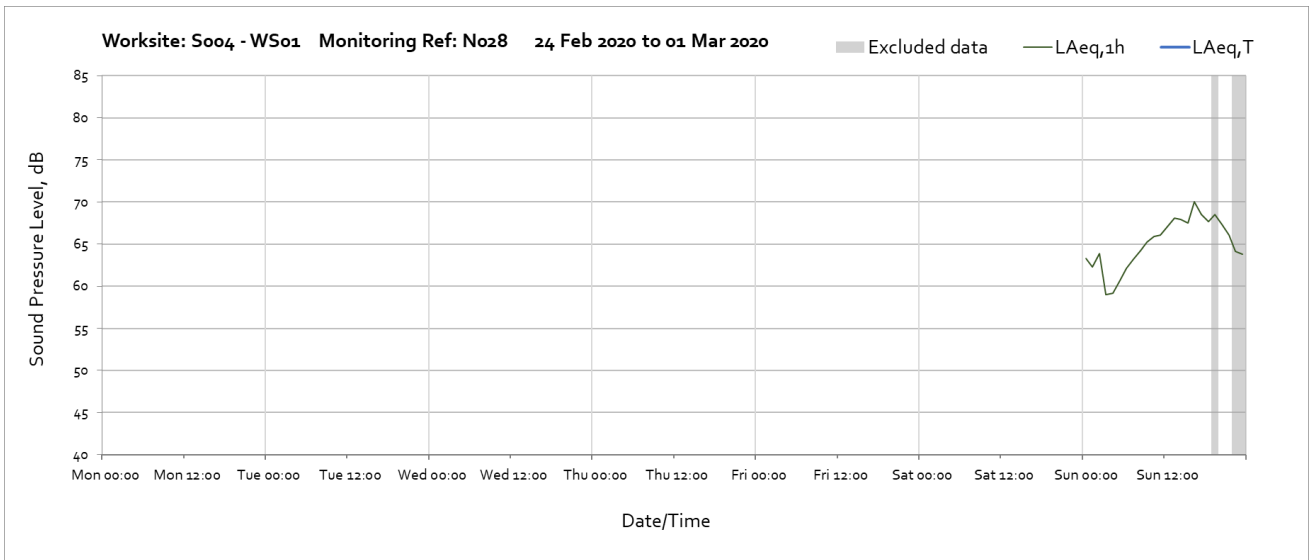 Worksite: S004 - WS01 Monitoring Ref: N028 24 Feb 2020 to 01 Mar 2020
Excluded data LAeq,1h LAeq,T
85
80
75
70
65
60
55
50
45
40
Sound Pressure Level, dB
Mon 00:00 Mon 12:00 Tue 00:00 Tue 12:00 Wed 00:00 Wed 12:00 Thu 00:00 Thu 12:00 Fri 00:00 Fri 12:00 Sat 00:00 Sat 12:00 Sun 00:00 Sun 12:00
Date/Time